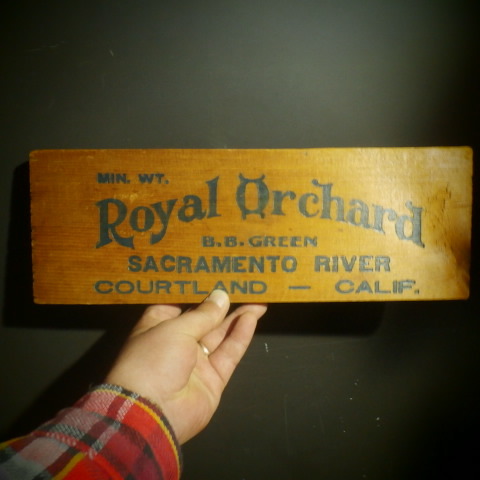 MIN. WT.
Royal Orchard
B.B. GREEN
SACRAMENTO RIVER
COURTLAND — CALIF.